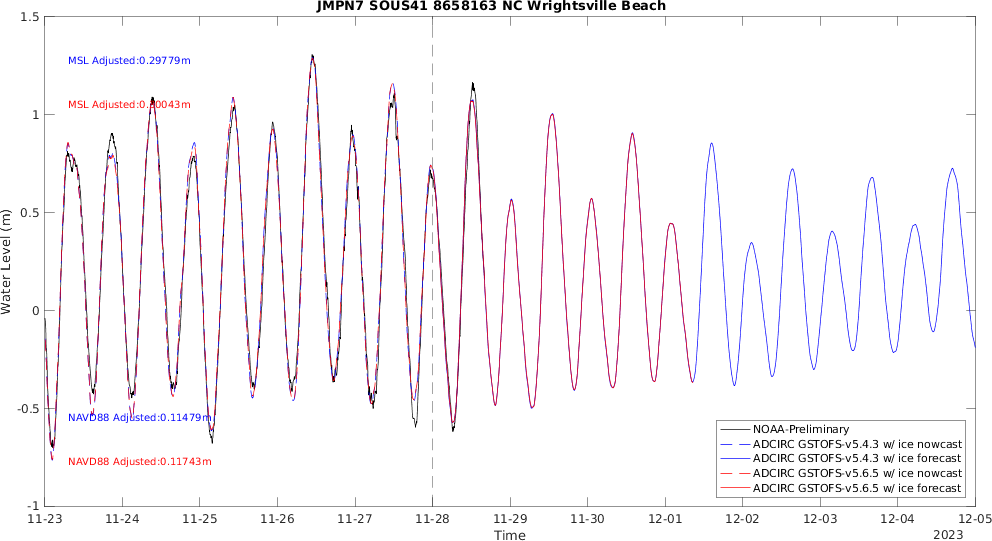 JMPN7 SOUS41 8658163 NC Wrightsville Beach
1.5
1
0.5
0
-0.5
-1
Water Level (m)
MSL Adjusted:0.29779m
MSL Adjusted:0.30043m
NAVD88 Adjusted:0.11479m
NAVD88 Adjusted:0.11743m
NOAA-Preliminary
ADCIRC GSTOFS-v5.4.3 w/ ice nowcast
ADCIRC GSTOFS-v5.4.3 w/ ice forecast
ADCIRC GSTOFS-v5.6.5 w/ ice nowcast
ADCIRC GSTOFS-v5.6.5 w/ ice forecast
11-23 11-24 11-25 11-26 11-27 11-28 11-29 11-30 12-01 12-02 12-03 12-04 12-05
Time
2023